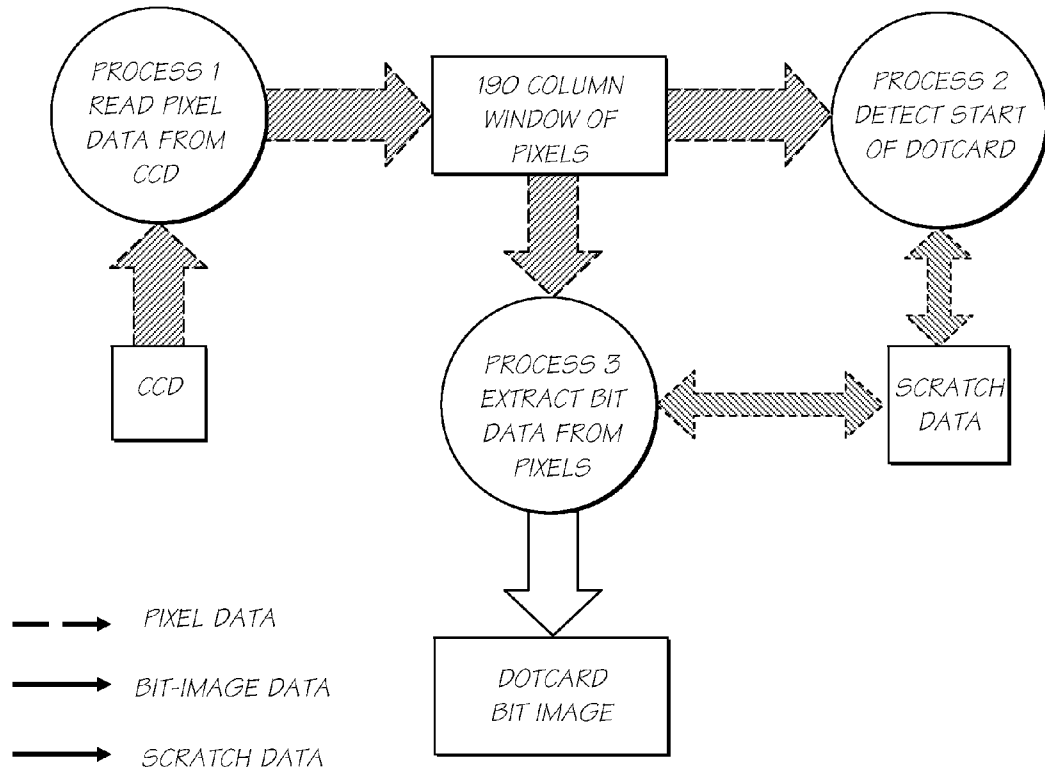 PROCESS 1
READ PIXEL
DATA FROM
CCD
190 COLUMN
WINDOW OF
PIXELS
PROCESS 2
DETECT START
OF DOTCARD
CCD
PROCESS 3
EXTRACT BIT
DATA FROM
PIXELS
SCRATCH
DATA
DOTCARD
BIT IMAGE
PIXEL DATA
BIT-IMAGE DATA
SCRATCH DATA